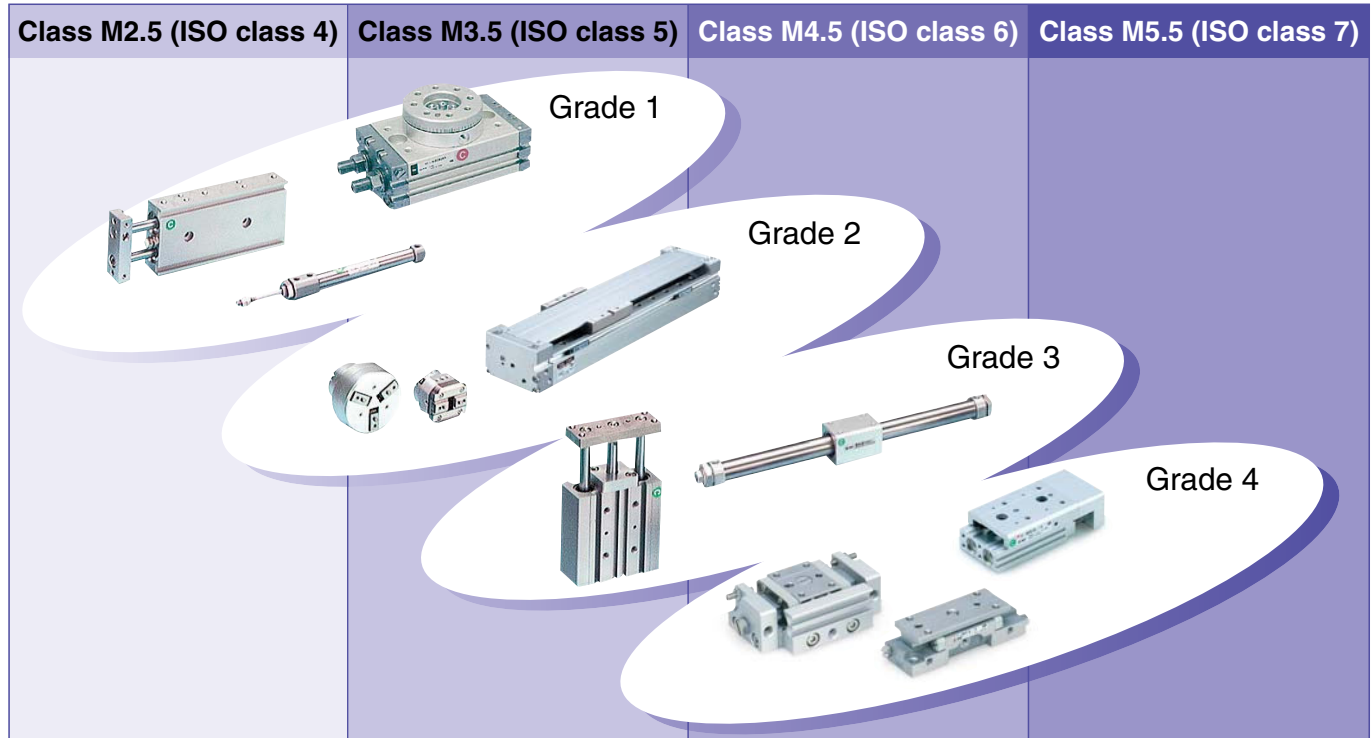 Class M2.5 (ISO class 4)
Class M3.5 (ISO class 5)
Class M4.5 (ISO class 6)
Class M5.5 (ISO class 7)
Grade 1
Grade 2
Grade 3
Grade 4